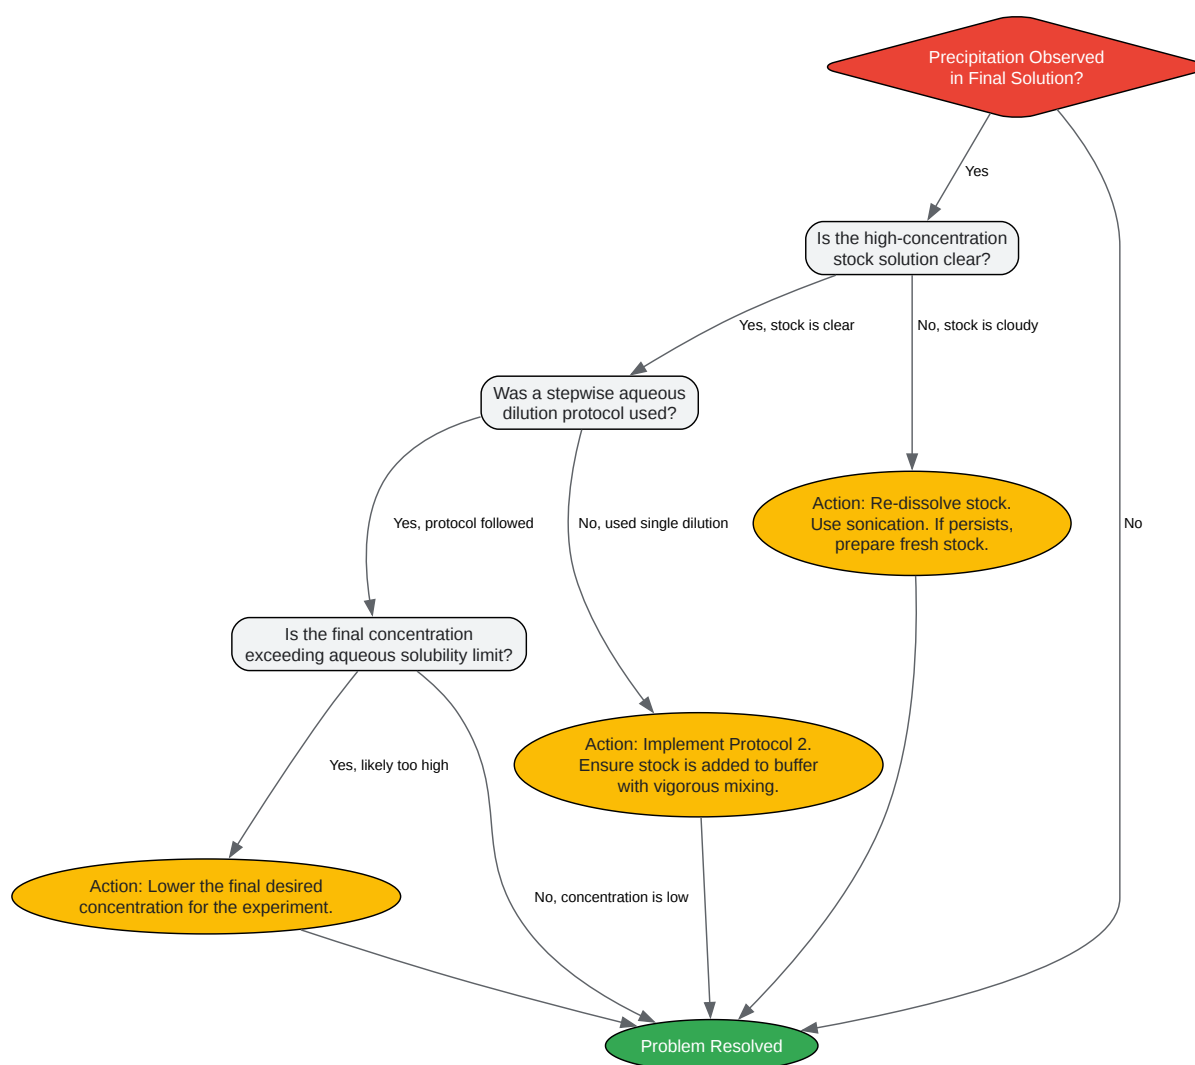 Precipitation Observed
in Final Solution?
Yes
Is the high-concentration
stock solution clear?
Yes, stock is clear
No, stock is cloudy
Was a stepwise aqueous
dilution protocol used?
Action: Re-dissolve stock.
Use sonication. If persists,
prepare fresh stock.
Yes, protocol followed
No, used single dilution
No
Is the final concentration
exceeding aqueous solubility limit?
Action: Implement Protocol 2.
Ensure stock is added to buffer
with vigorous mixing.
Yes, likely too high
Action: Lower the final desired
concentration for the experiment.
No, concentration is low
Problem Resolved